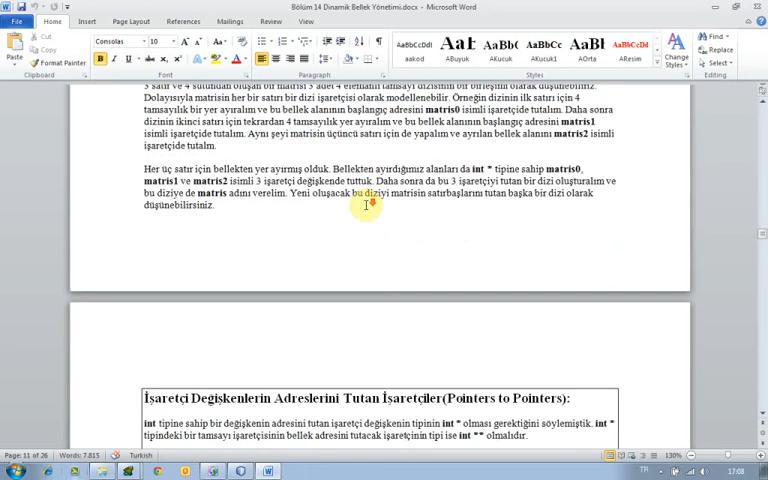 Bölüm 14 Dinamik Bellek Yönetimi.docx - Microsoft Word
File Home Insert Page Layout References Mailings Review View
Cut
Copy
Paste
Format Painter
Clipboard
Consolas 10
Font
Paragraph
AaBbCcDdI AaBl AaBbCc AaBbCc AaBbI AaBbCcDd
aakod ABuyuk AKucuk AKucuk1 AOrta AResim
Change Styles
Styles
Find
Replace
Select
Editing
3 satır ve 4 sütundan oluşan bir matrisi 3 adet 4 elemanlı tamsayı dizisinin bir birleşimi olarak düşünebiliriz.
Dolayısıyla matrisin her bir satırı bir dizi işaretçisi olarak modellenebilir. Örneğin dizinin ilk satırı için 4
tamsayılık bir yer ayıralım ve bu bellek alanının başlangıç adresini matris0 isimli işaretçide tutalım. Daha sonra
dizinin ikinci satırı için tekrardan 4 tamsayılık yer ayıralım ve bu bellek alanının başlangıç adresini matris1
isimli işaretçide tutalım. Aynı şeyi matrisin üçüncü satırı için de yapalım ve ayrılan bellek alanını matris2 isimli
işaretçide tutalım.
Her üç satır için bellekten yer ayırmış olduk. Bellekten ayırdığımız alanları da int * tipine sahip matris0,
matris1 ve matris2 isimli 3 işaretçi değişkende tuttuk. Daha sonra da bu 3 işaretçiyi tutan bir dizi oluşturalım ve
bu diziye de matris adını verelim. Yeni oluşacak bu diziyi matrisin satırbaşlarını tutan başka bir dizi olarak
düşünebilirsiniz.
İşaretçi Değişkenlerin Adreslerini Tutan İşaretçiler(Pointers to Pointers):
int tipine sahip bir değişkenin adresini tutan işaretçi değişkenin tipinin int * olması gerektiğini söylemiştik. int *
tipindeki bir tamsayı işaretçisinin bellek adresini tutacak işaretçinin tipi ise int ** olmalıdır.
Page: 11 of 26 Words: 7.815 Turkish 130%
TR 17:08